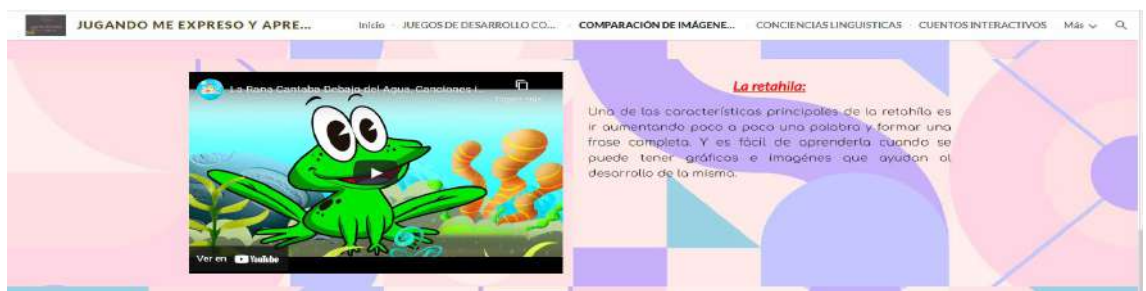 JUGANDO ME EXPRESO Y APRE...
Inicio
JUEGOS DE DESARROLLO CO...
COMPARACIÓN DE IMÁGENE...
CONCIENCIAS LINGUISTICAS
CUENTOS INTERACTIVOS
Más
La Rana Cantaba Debajo del Agua, Canciones I...
Ver en YouTube
La retahíla:
Una de las características principales de la retahíla es
ir aumentando poco a poco una palabra y formar una
frase completa. Y es fácil de aprenderla cuando se
puede tener gráficos e imagénes que ayudan al
desarrollo de la misma.